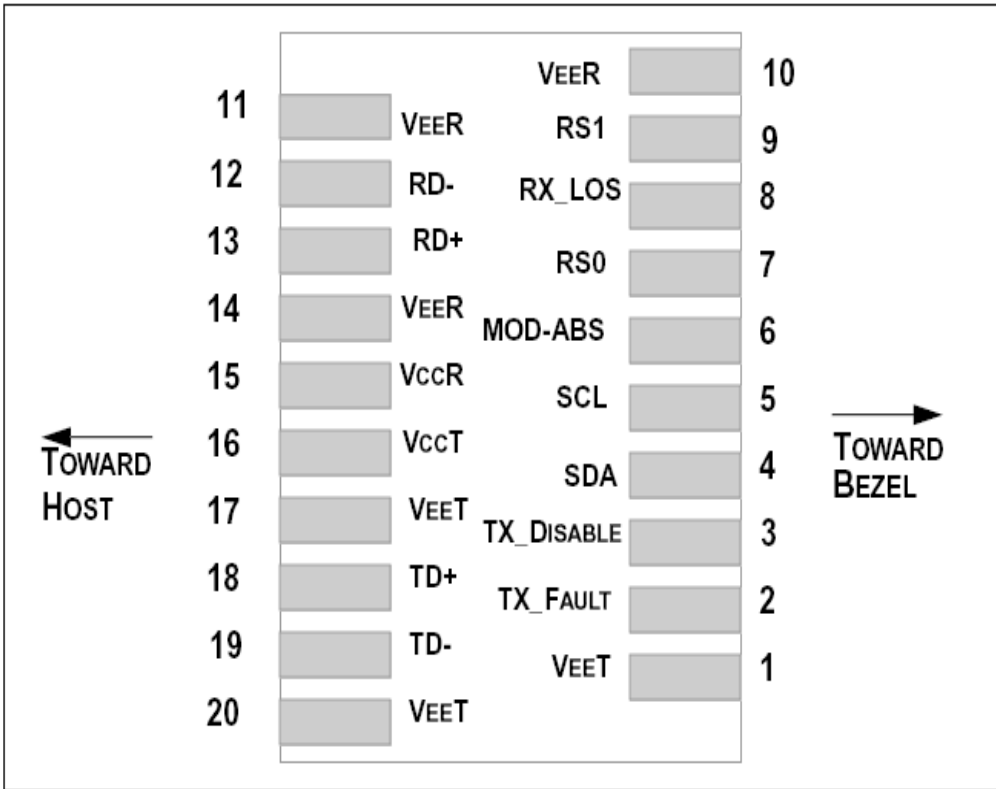 VEER 10
11 VEER
RS1 9
12 RD-
RX_LOS 8
13 RD+
RS0 7
14 VEER
MOD-ABS 6
15 VCCR
SCL 5
16 VCCT
TOWARD
HOST
TOWARD
BEZEL
SDA 4
17 VEET
TX_DISABLE 3
18 TD+
TX_FAULT 2
19 TD-
VEET 1
20 VEET